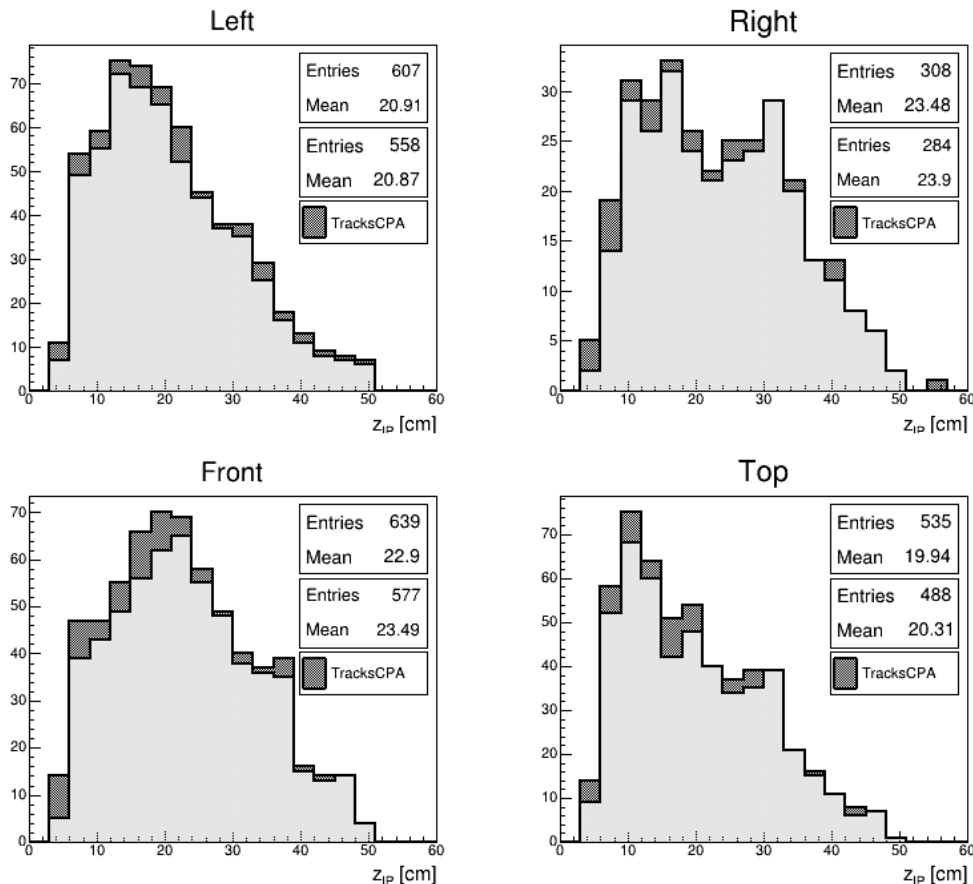 Left
70
60
50
40
30
20
10
0
0 10 20 30 40 50 60
z_IP [cm]
Entries 607
Mean 20.91
Entries 558
Mean 20.87
TracksCPA
Right
30
25
20
15
10
5
0
0 10 20 30 40 50 60
z_IP [cm]
Entries 308
Mean 23.48
Entries 284
Mean 23.9
TracksCPA
Front
70
60
50
40
30
20
10
0
0 10 20 30 40 50 60
z_IP [cm]
Entries 639
Mean 22.9
Entries 577
Mean 23.49
TracksCPA
Top
70
60
50
40
30
20
10
0
0 10 20 30 40 50 60
z_IP [cm]
Entries 535
Mean 19.94
Entries 488
Mean 20.31
TracksCPA